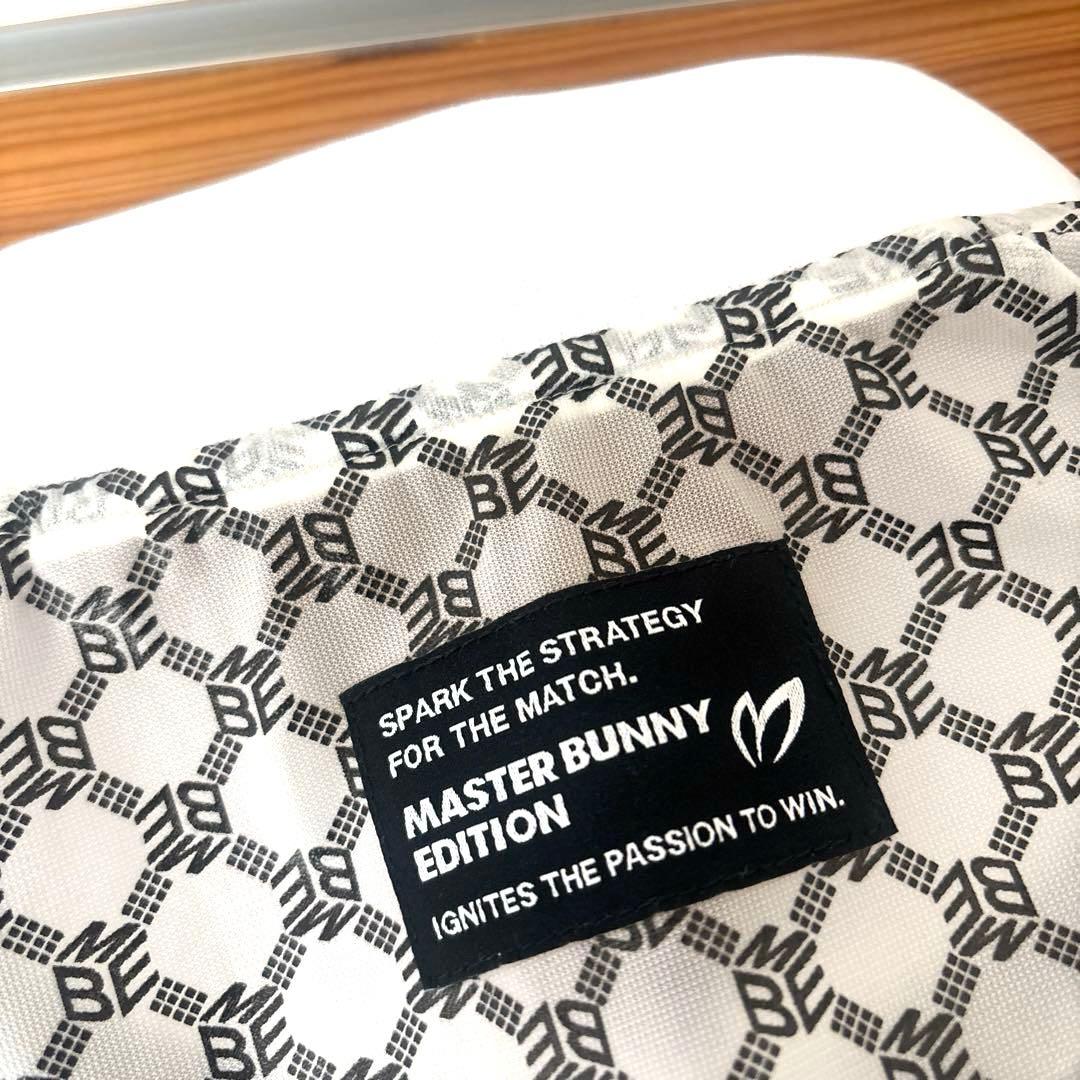 SPARK THE STRATEGY
FOR THE MATCH.
MASTER BUNNY
EDITION
IGNITES THE PASSION TO WIN.